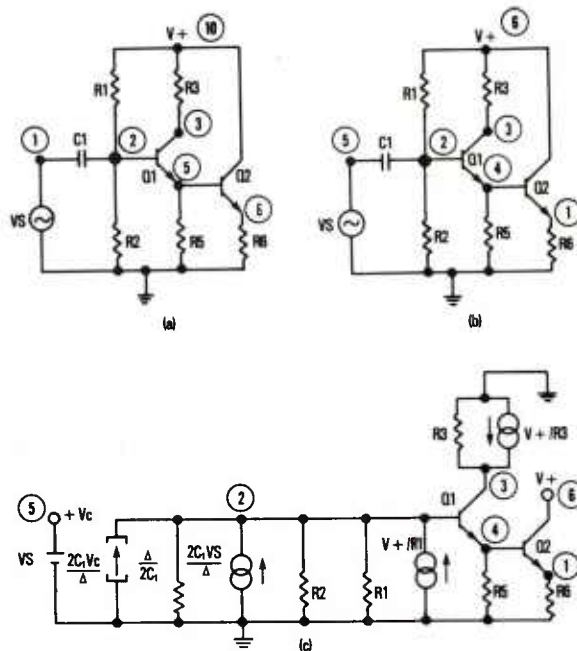 10
V+
R1
R3
1
C1
2
3
Q1
5
Q2
6
VS
R2
R5
R6
(a)
6
V+
R1
R3
5
C1
2
3
Q1
4
Q2
1
VS
R2
R5
R6
(b)
R3
V+/R3
3
V+
6
5
+Vc
2
Q1
4
Q2
1
VS
2C₁Vc/Δ
Δ/2C₁
2C₁VS/Δ
R2
R1
V+/R1
R5
R6
(c)